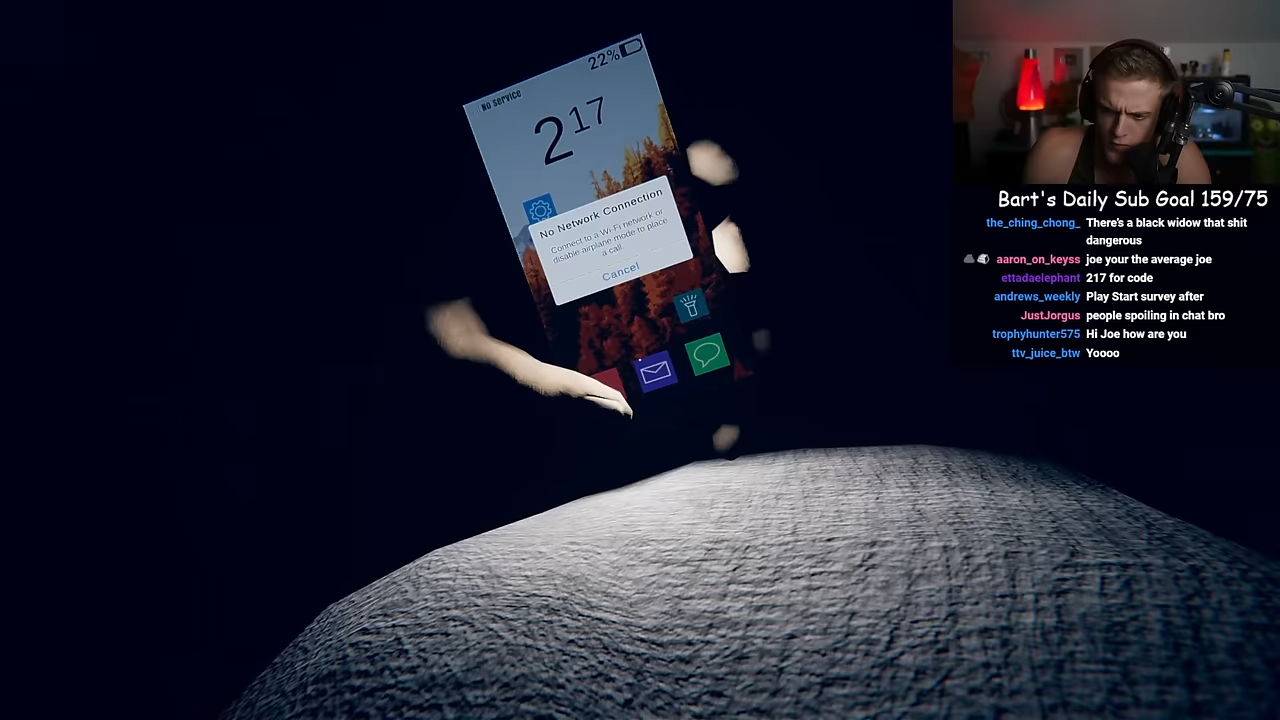 No service
22%
2 17
No Network Connection
Connect to a Wi-Fi network or
disable airplane mode to place
a call.
Cancel
Bart's Daily Sub Goal 159/75
the_ching_chong_ There's a black widow that shit
dangerous
aaron_on_keyss joe your the average joe
ettadaelephant 217 for code
andrews_weekly Play Start survey after
JustJorgus people spoiling in chat bro
trophyhunter575 Hi Joe how are you
ttv_juice_btw Yoooo